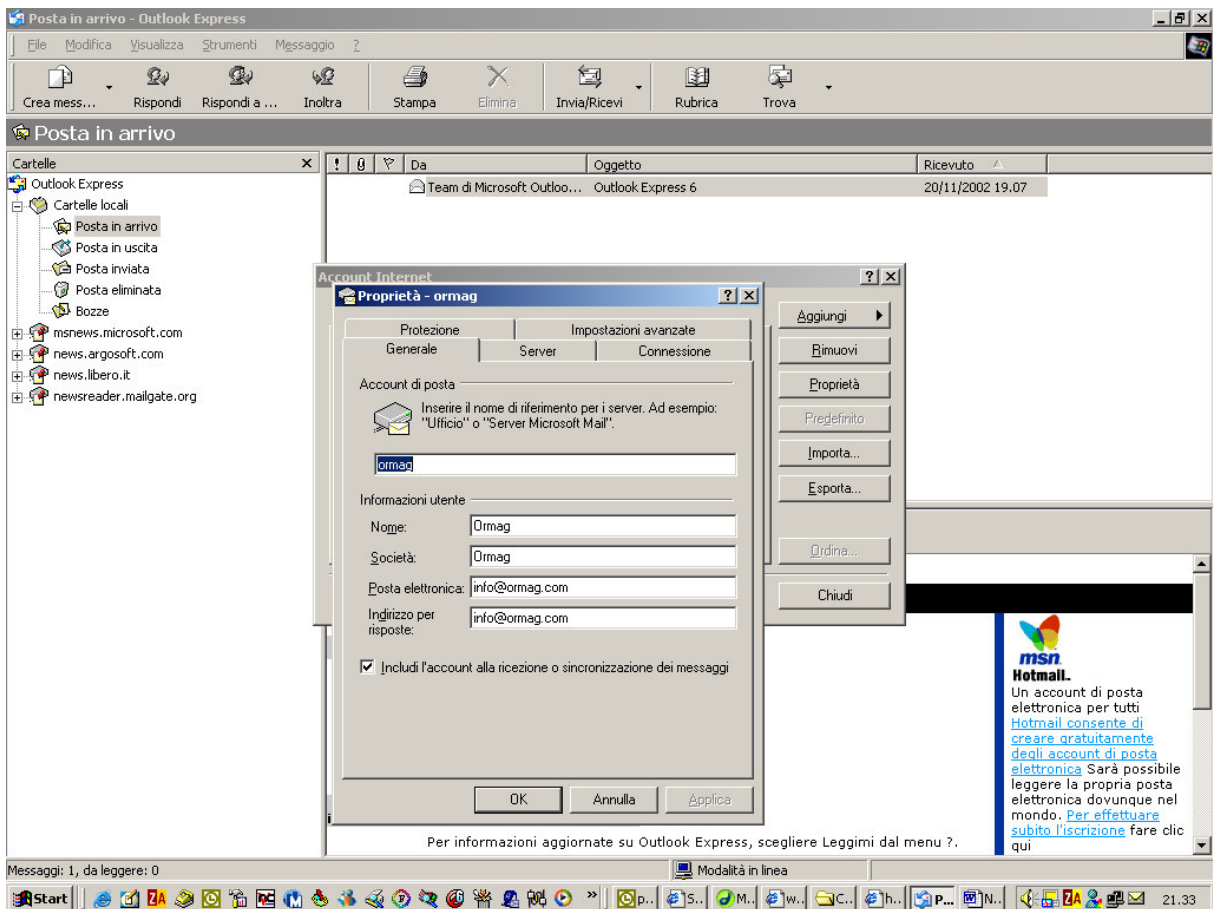 Posta in arrivo - Outlook Express
File Modifica Visualizza Strumenti Messaggio ?
Crea mess... Rispondi Rispondi a ... Inoltra Stampa Elimina Invia/Ricevi Rubrica Trova
Posta in arrivo
Cartelle
Outlook Express
Cartelle locali
Posta in arrivo
Posta in uscita
Posta inviata
Posta eliminata
Bozze
msnews.microsoft.com
news.argosoft.com
news.libero.it
newsreader.mailgate.org
! Da Oggetto Ricevuto
Team di Microsoft Outloo... Outlook Express 6 20/11/2002 19.07
Account Internet
Aggiungi
Rimuovi
Proprietà
Predefinito
Importa...
Esporta...
Ordina...
Chiudi
Proprietà - ormag
Protezione Impostazioni avanzate
Generale Server Connessione
Account di posta
Inserire il nome di riferimento per i server. Ad esempio:
"Ufficio" o "Server Microsoft Mail".
ormag
Informazioni utente
Nome: Ormag
Società: Ormag
Posta elettronica: info@ormag.com
Indirizzo per
risposte: info@ormag.com
Includi l'account alla ricezione o sincronizzazione dei messaggi
OK Annulla Applica
msn
Hotmail
Un account di posta
elettronica per tutti
Hotmail consente di
creare gratuitamente
degli account di posta
elettronica Sarà possibile
leggere la propria posta
elettronica dovunque nel
mondo. Per effettuare
subito l'iscrizione fare clic
qui
Per informazioni aggiornate su Outlook Express, scegliere Leggimi dal menu ?.
Messaggi: 1, da leggere: 0 Modalità in linea
Start » p.. S.. M.. w.. C.. h.. P... N.. 21.33